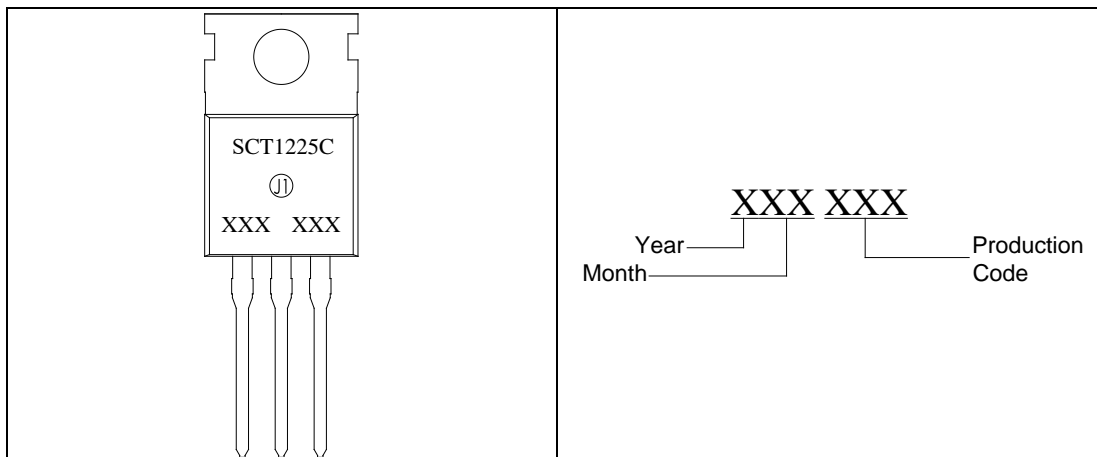 SCT1225C
J1
XXX XXX
XXX XXX
Year
Month
Production
Code